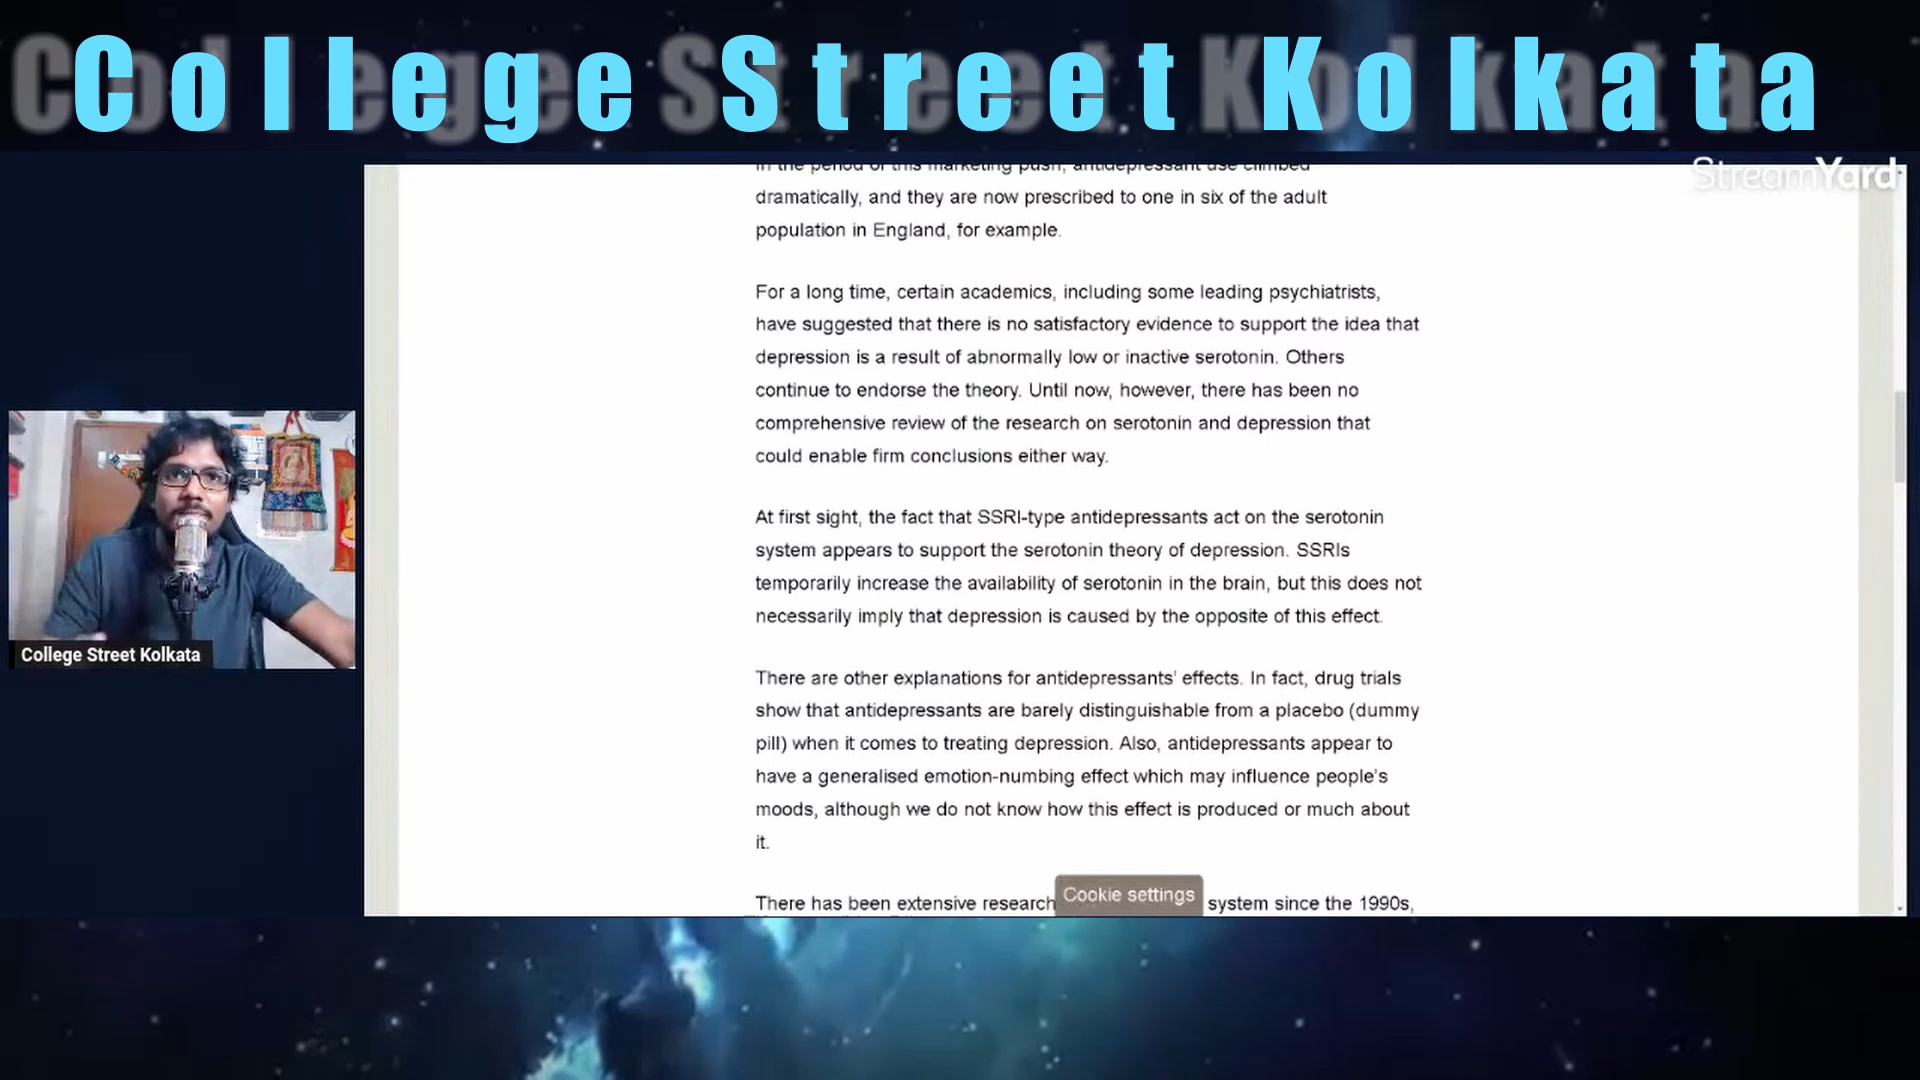 College Street Kolkata
StreamYard
In the period of this marketing push, antidepressant use climbed
dramatically, and they are now prescribed to one in six of the adult
population in England, for example.
For a long time, certain academics, including some leading psychiatrists,
have suggested that there is no satisfactory evidence to support the idea that
depression is a result of abnormally low or inactive serotonin. Others
continue to endorse the theory. Until now, however, there has been no
comprehensive review of the research on serotonin and depression that
could enable firm conclusions either way.
At first sight, the fact that SSRI-type antidepressants act on the serotonin
system appears to support the serotonin theory of depression. SSRIs
temporarily increase the availability of serotonin in the brain, but this does not
necessarily imply that depression is caused by the opposite of this effect.
There are other explanations for antidepressants' effects. In fact, drug trials
show that antidepressants are barely distinguishable from a placebo (dummy
pill) when it comes to treating depression. Also, antidepressants appear to
have a generalised emotion-numbing effect which may influence people's
moods, although we do not know how this effect is produced or much about
it.
There has been extensive research system since the 1990s,
Cookie settings
College Street Kolkata